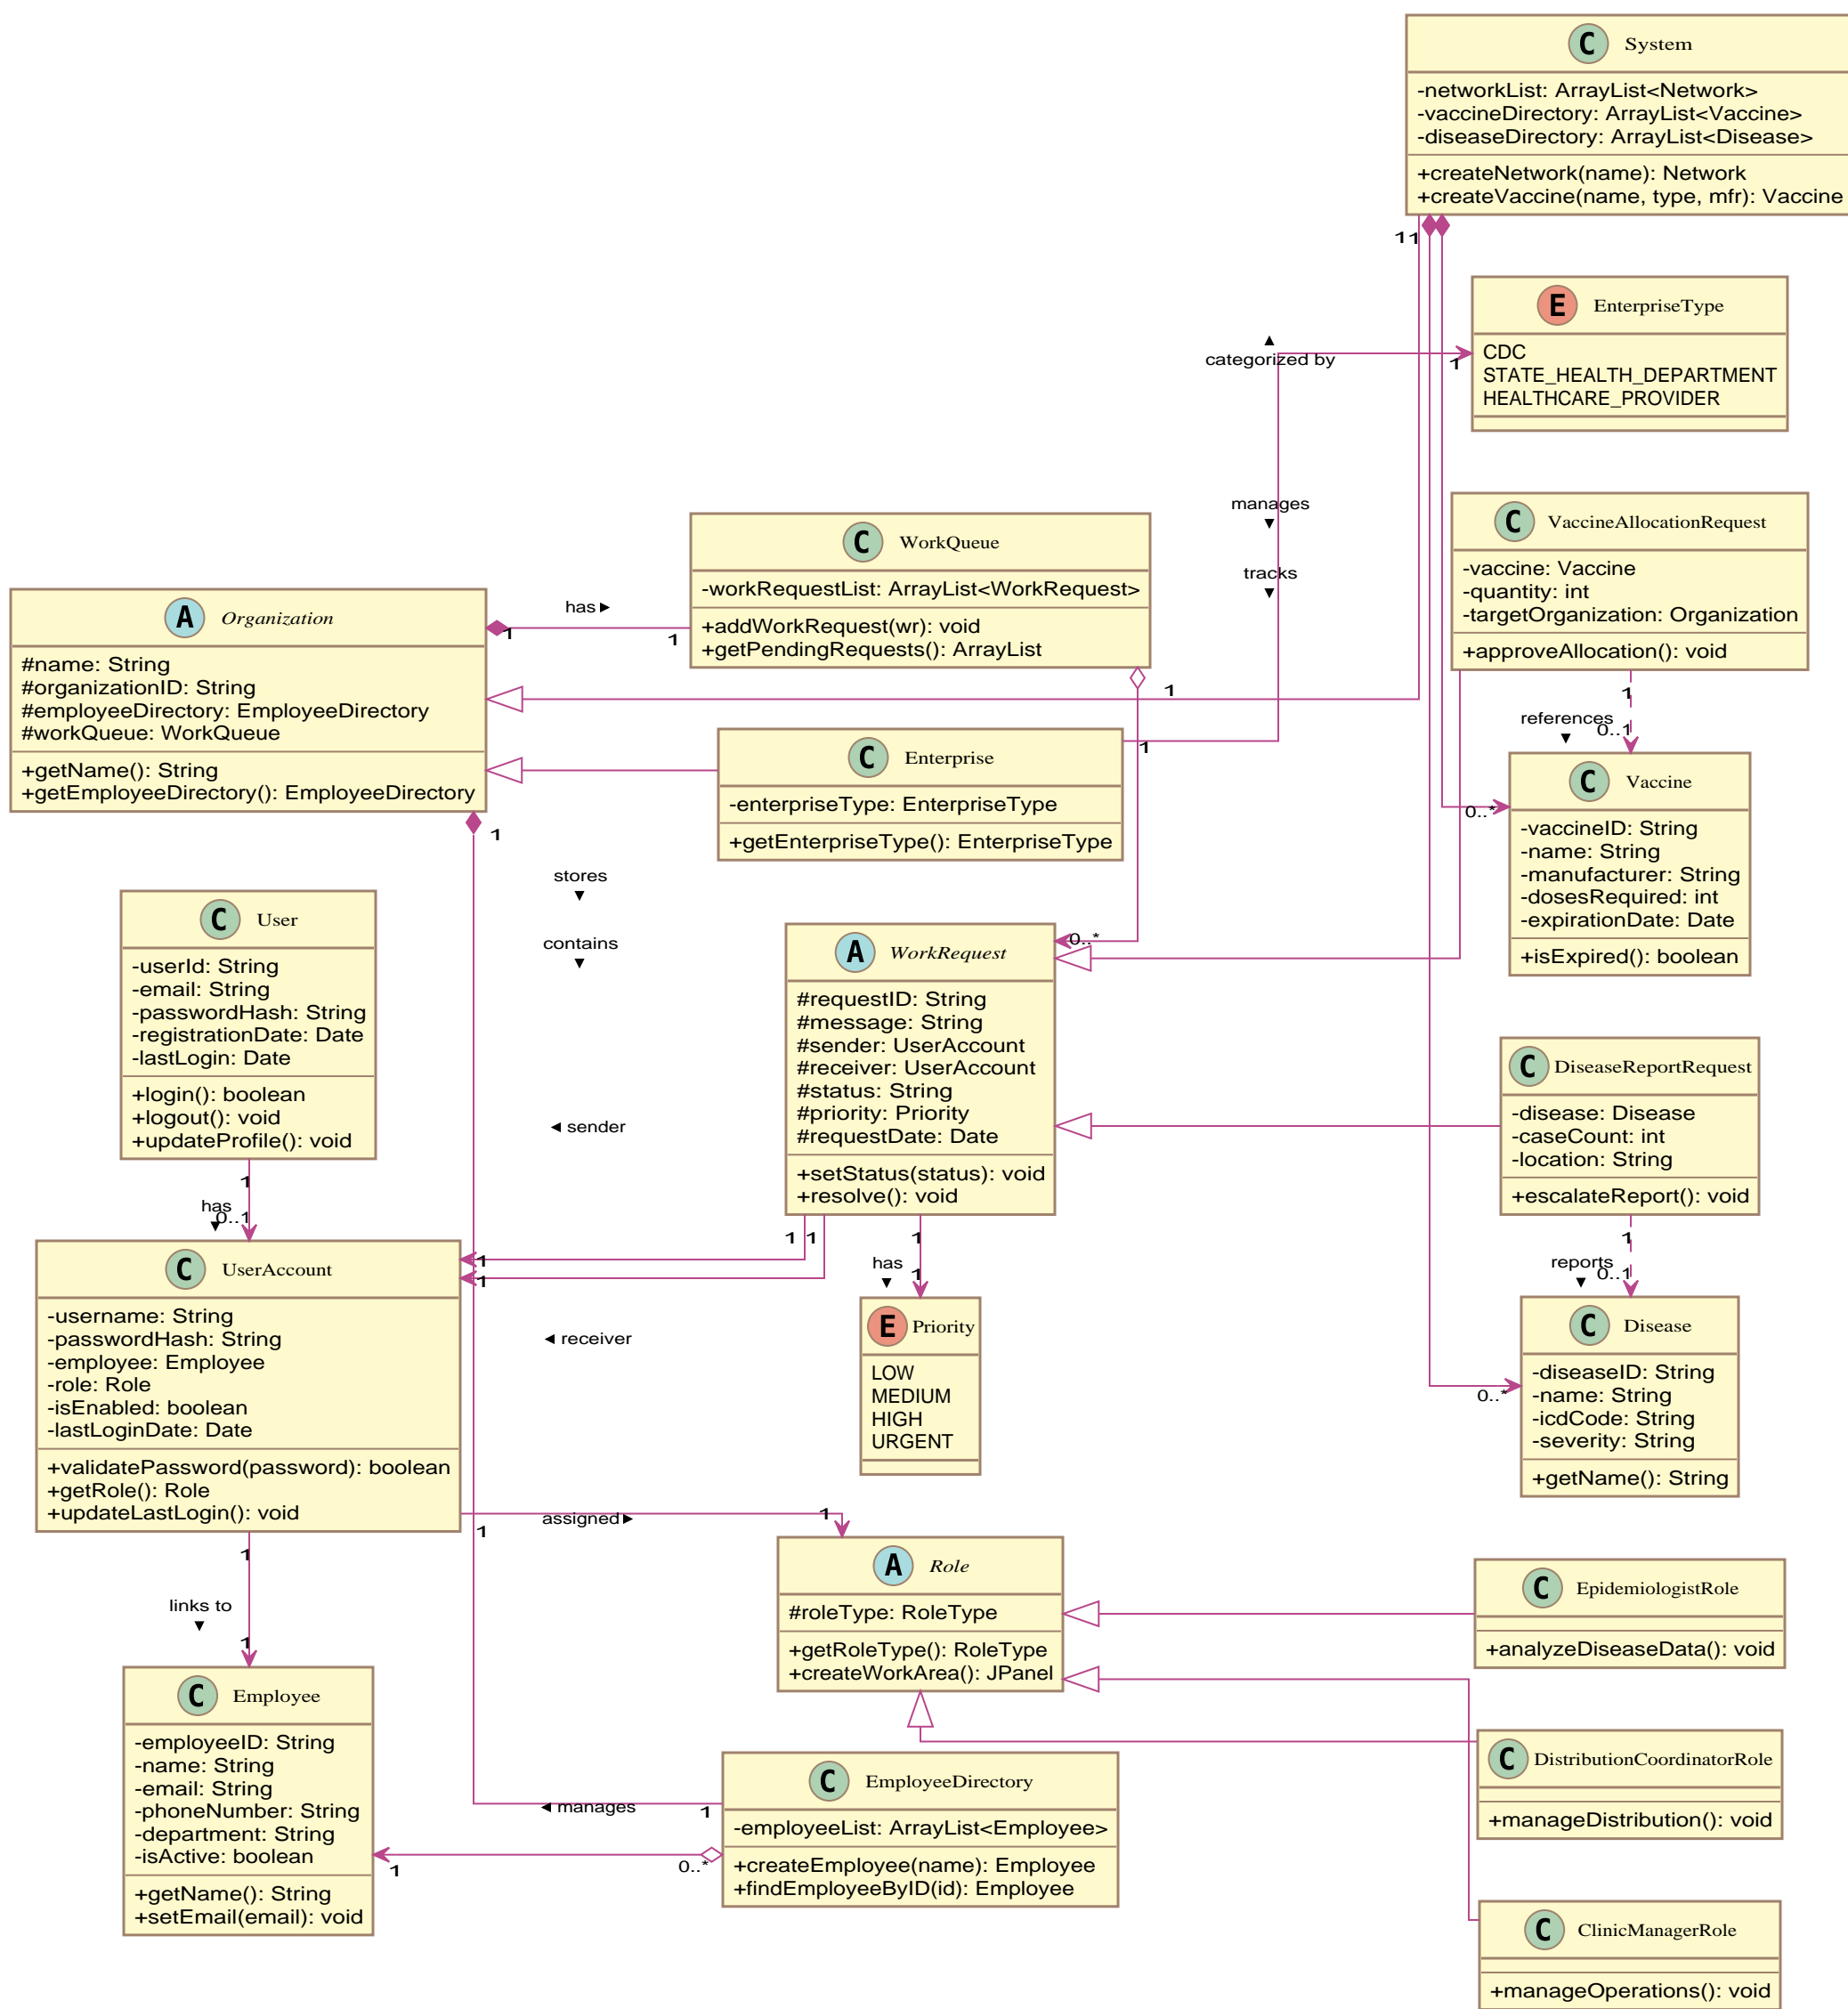 C System
-networkList: ArrayList<Network>
-vaccineDirectory: ArrayList<Vaccine>
-diseaseDirectory: ArrayList<Disease>
+createNetwork(name): Network
+createVaccine(name, type, mfr): Vaccine
1
1
E EnterpriseType
CDC
STATE_HEALTH_DEPARTMENT
HEALTHCARE_PROVIDER
categorized by
1
manages
tracks
C VaccineAllocationRequest
-vaccine: Vaccine
-quantity: int
-targetOrganization: Organization
+approveAllocation(): void
C WorkQueue
-workRequestList: ArrayList<WorkRequest>
+addWorkRequest(wr): void
+getPendingRequests(): ArrayList
A Organization
#name: String
#organizationID: String
#employeeDirectory: EmployeeDirectory
#workQueue: WorkQueue
+getName(): String
+getEmployeeDirectory(): EmployeeDirectory
has
1
1
1
1
references
0..1
C Enterprise
-enterpriseType: EnterpriseType
+getEnterpriseType(): EnterpriseType
1
C Vaccine
-vaccineID: String
-name: String
-manufacturer: String
-dosesRequired: int
-expirationDate: Date
+isExpired(): boolean
0..*
1
stores
contains
C User
-userId: String
-email: String
-passwordHash: String
-registrationDate: Date
-lastLogin: Date
+login(): boolean
+logout(): void
+updateProfile(): void
A WorkRequest
#requestID: String
#message: String
#sender: UserAccount
#receiver: UserAccount
#status: String
#priority: Priority
#requestDate: Date
+setStatus(status): void
+resolve(): void
0..*
C DiseaseReportRequest
-disease: Disease
-caseCount: int
-location: String
+escalateReport(): void
sender
1
has
0..1
1
1
1
1
1
has
1
1
reports
0..1
C UserAccount
-username: String
-passwordHash: String
-employee: Employee
-role: Role
-isEnabled: boolean
-lastLoginDate: Date
+validatePassword(password): boolean
+getRole(): Role
+updateLastLogin(): void
receiver
E Priority
LOW
MEDIUM
HIGH
URGENT
C Disease
-diseaseID: String
-name: String
-icdCode: String
-severity: String
+getName(): String
0..*
assigned
1
1
1
links to
1
A Role
#roleType: RoleType
+getRoleType(): RoleType
+createWorkArea(): JPanel
C EpidemiologistRole
+analyzeDiseaseData(): void
C Employee
-employeeID: String
-name: String
-email: String
-phoneNumber: String
-department: String
-isActive: boolean
+getName(): String
+setEmail(email): void
C DistributionCoordinatorRole
+manageDistribution(): void
manages
1
1
0..*
C EmployeeDirectory
-employeeList: ArrayList<Employee>
+createEmployee(name): Employee
+findEmployeeByID(id): Employee
C ClinicManagerRole
+manageOperations(): void